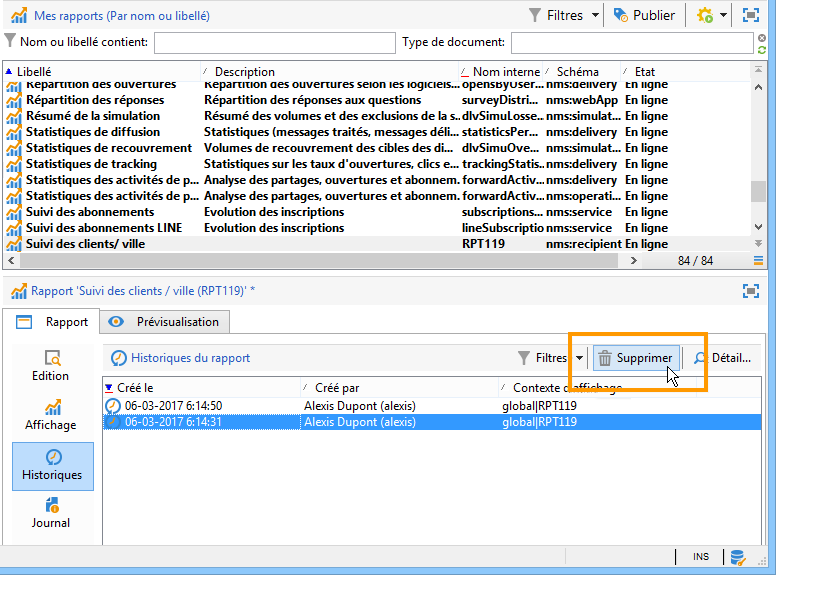 Mes rapports (Par nom ou libellé) Filtres Publier
Nom ou libellé contient: Type de document:
Libellé Description Nom interne Schéma Etat
Répartition des ouvertures Répartition des ouvertures selon les logiciels... opensByUser... nms:delivery En ligne
Répartition des réponses Répartition des réponses aux questions surveyDistri... nms:webApp En ligne
Résumé de la simulation Résumé des volumes et des exclusions de la s... dlvSimuLosse... nms:simulat... En ligne
Statistiques de diffusion Statistiques (messages traités, messages déli... statisticsPer... nms:delivery En ligne
Statistiques de recouvrement Volumes de recouvrement des cibles des di... dlvSimuOve... nms:simulat... En ligne
Statistiques de tracking Statistiques sur les taux d'ouvertures, clics e... trackingStatis... nms:delivery En ligne
Statistiques des activités de p... Analyse des partages, ouvertures et abonnem... forwardActiv... nms:delivery En ligne
Statistiques des activités de p... Analyse des partages, ouvertures et abonnem... forwardActiv... nms:operati... En ligne
Suivi des abonnements Evolution des inscriptions subscriptions... nms:service En ligne
Suivi des abonnements LINE Evolution des inscriptions lineSubscriptio nms:service En ligne
Suivi des clients/ ville RPT119 nms:recipient En ligne
84 / 84
Rapport 'Suivi des clients / ville (RPT119)' *
Rapport Prévisualisation
Historiques du rapport Filtres Supprimer Détail...
Edition
Affichage
Historiques
Journal
Créé le Créé par Contexte d'affichage
06-03-2017 6:14:50 Alexis Dupont (alexis) global|RPT119
06-03-2017 6:14:31 Alexis Dupont (alexis) global|RPT119
INS